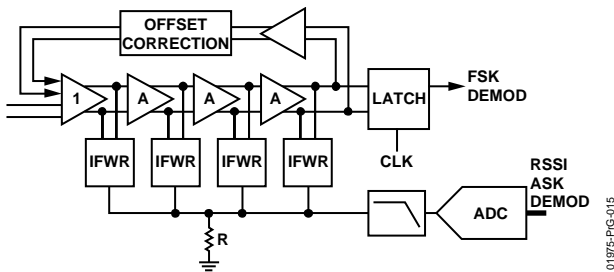 OFFSET
CORRECTION
1
A
A
A
LATCH
FSK
DEMOD
IFWR
IFWR
IFWR
IFWR
CLK
RSSI
ASK
DEMOD
R
ADC
01975-PrG-015